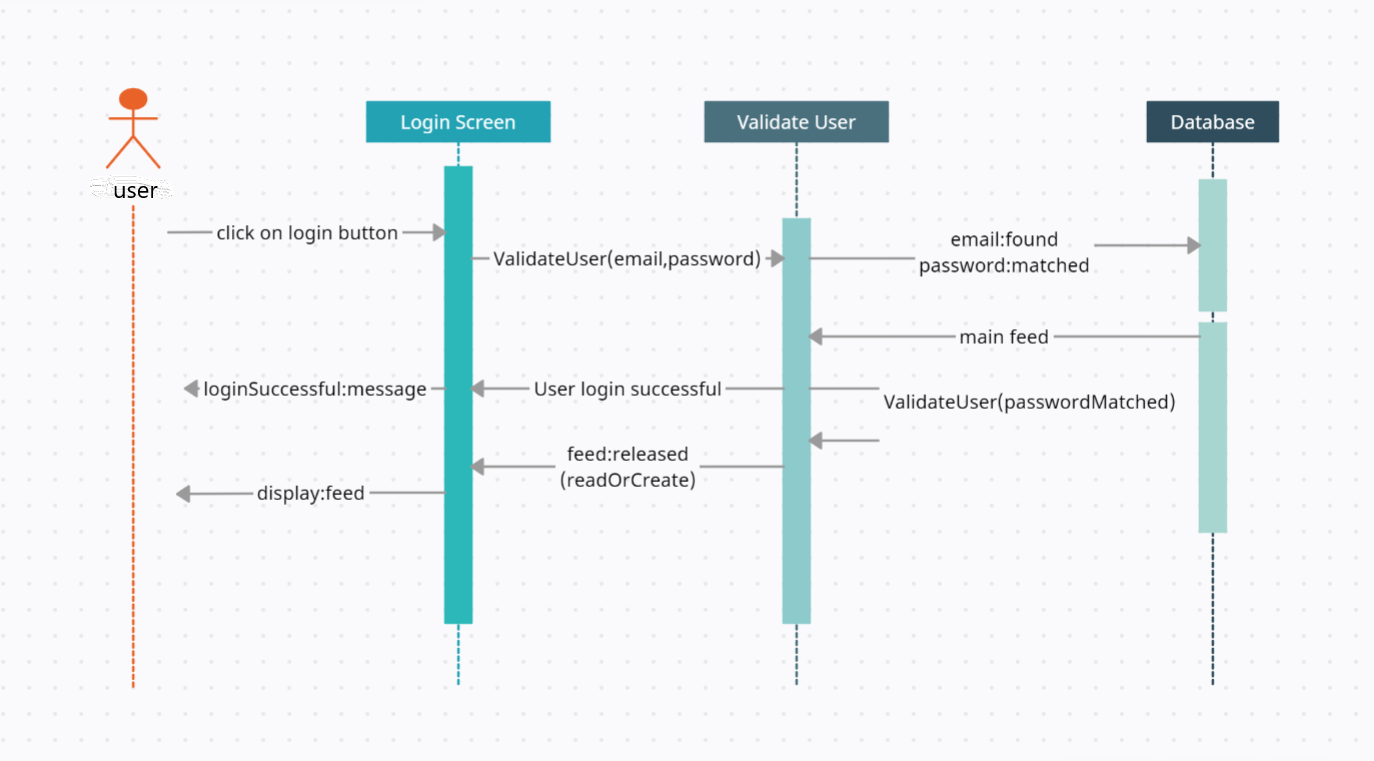 Login Screen
Validate User
Database
user
click on login button
ValidateUser(email,password)
email:found
password:matched
main feed
loginSuccessful:message
User login successful
ValidateUser(passwordMatched)
feed:released
(readOrCreate)
display:feed